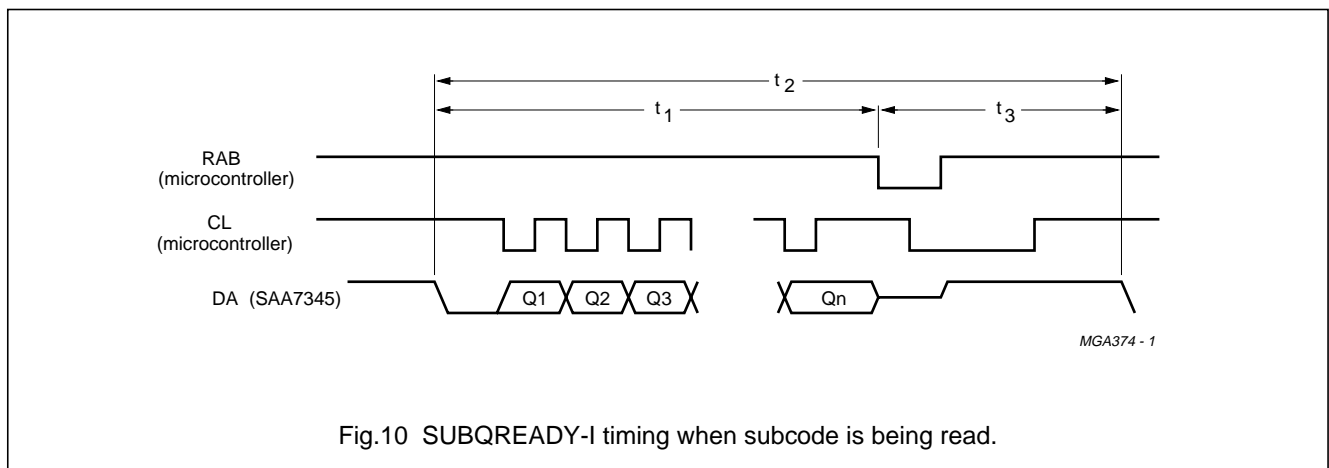 t2
t1
t3
RAB
(microcontroller)
CL
(microcontroller)
DA (SAA7345)
Q1 Q2 Q3 Qn
MGA374 - 1
Fig.10 SUBQREADY-I timing when subcode is being read.